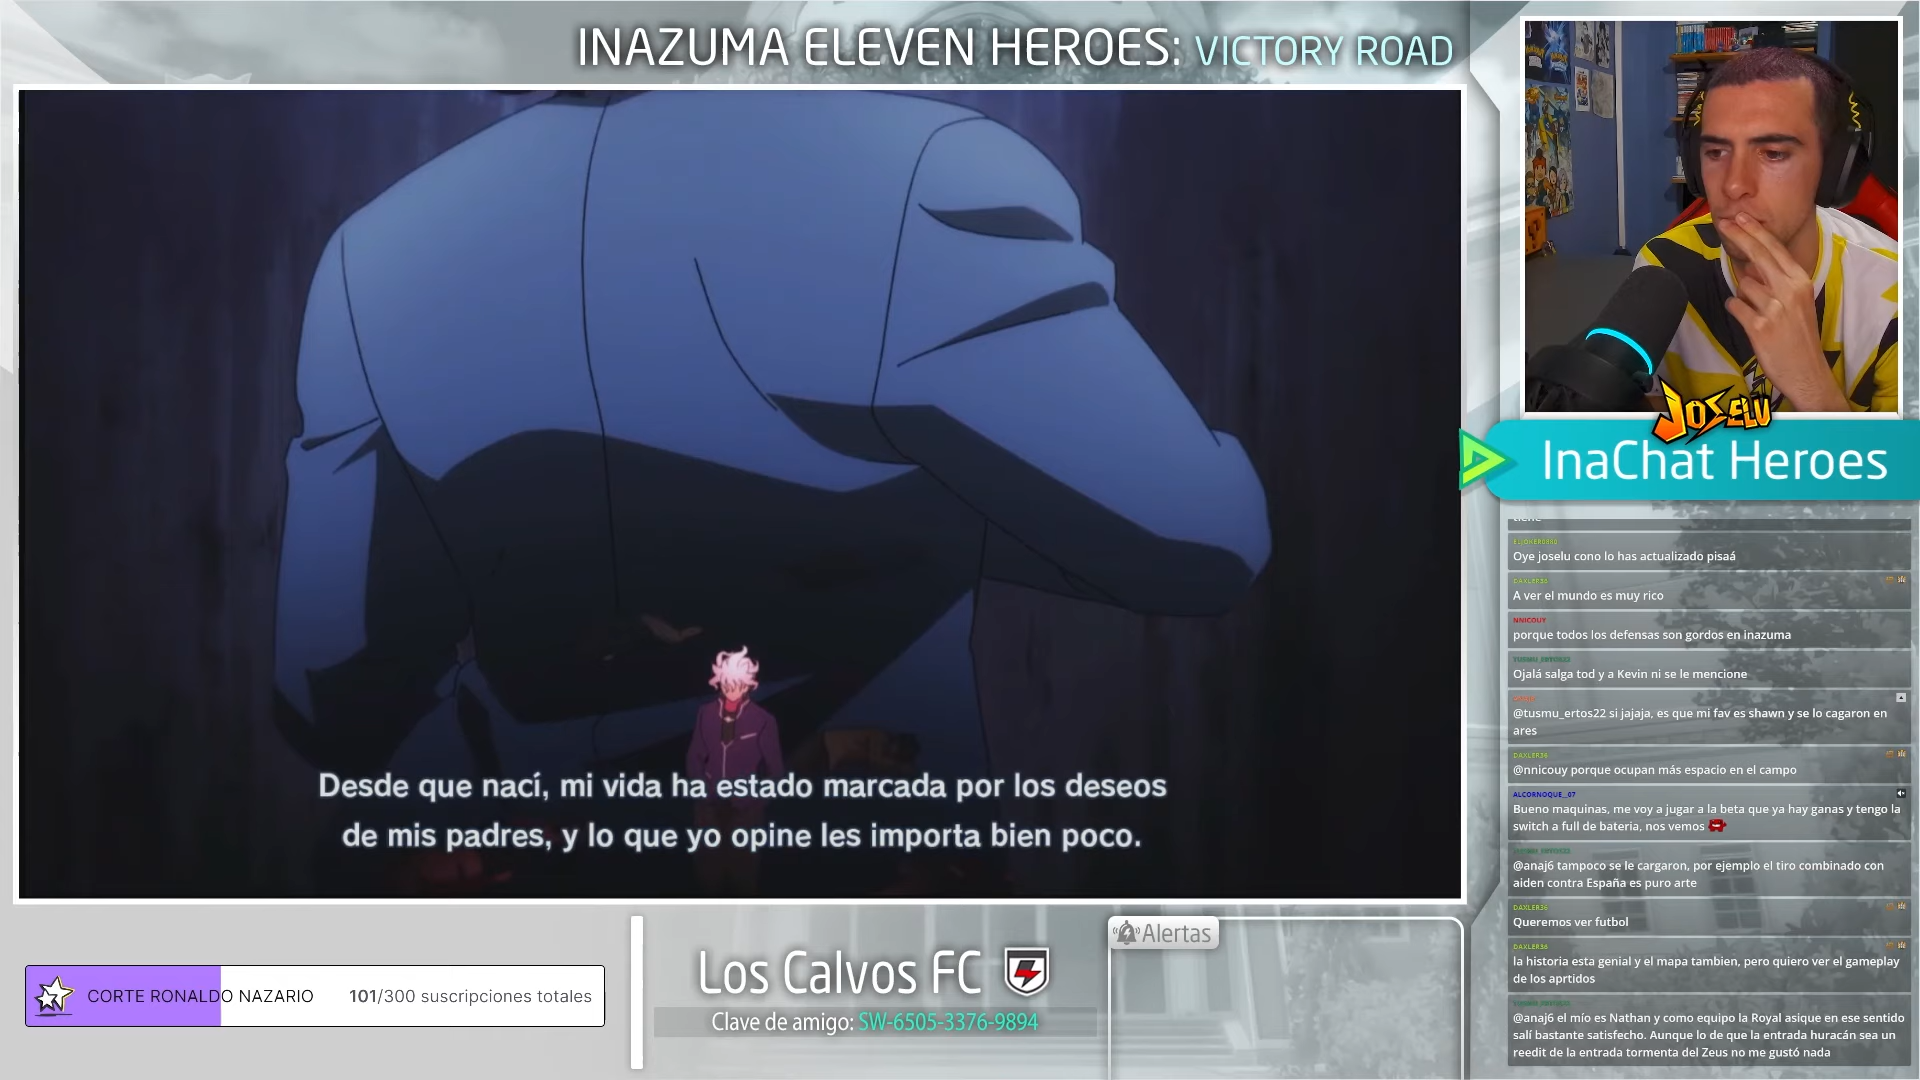 INAZUMA ELEVEN HEROES: VICTORY ROAD
Desde que nací, mi vida ha estado marcada por los deseos
de mis padres, y lo que yo opine les importa bien poco.
JOSELU
InaChat Heroes
Oye joselu cono lo has actualizado pisaá
DAXLER36
A ver el mundo es muy rico
NNICOUY
porque todos los defensas son gordos en inazuma
TUSMU_ERTOS22
Ojalá salga tod y a Kevin ni se le mencione
@tusmu_ertos22 si jajaja, es que mi fav es shawn y se lo cagaron en
ares
DAXLER36
@nnicouy porque ocupan más espacio en el campo
ALCORNOQUE_07
Bueno maquinas, me voy a jugar a la beta que ya hay ganas y tengo la
switch a full de bateria, nos vemos
TUSMU_ERTOS22
@anaj6 tampoco se le cargaron, por ejemplo el tiro combinado con
aiden contra España es puro arte
DAXLER36
Queremos ver futbol
DAXLER36
la historia esta genial y el mapa tambien, pero quiero ver el gameplay
de los aprtidos
TUSMU_ERTOS22
@anaj6 el mío es Nathan y como equipo la Royal asique en ese sentido
salí bastante satisfecho. Aunque lo de que la entrada huracán sea un
reedit de la entrada tormenta del Zeus no me gustó nada
CORTE RONALDO NAZARIO 101/300 suscripciones totales
Los Calvos FC
Clave de amigo: SW-6505-3376-9894
Alertas